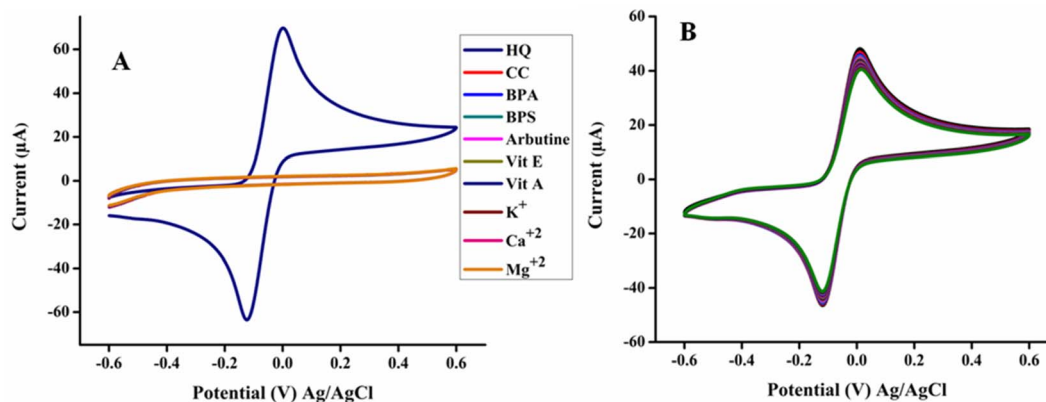 A
60
40
20
0
-20
-40
-60
-0.6 -0.4 -0.2 0.0 0.2 0.4 0.6
Current (µA)
Potential (V) Ag/AgCl
HQ
CC
BPA
BPS
Arbutine
Vit E
Vit A
K+
Ca+2
Mg+2
B
60
40
20
0
-20
-40
-60
-0.6 -0.4 -0.2 0.0 0.2 0.4 0.6
Current (µA)
Potential (V) Ag/AgCl